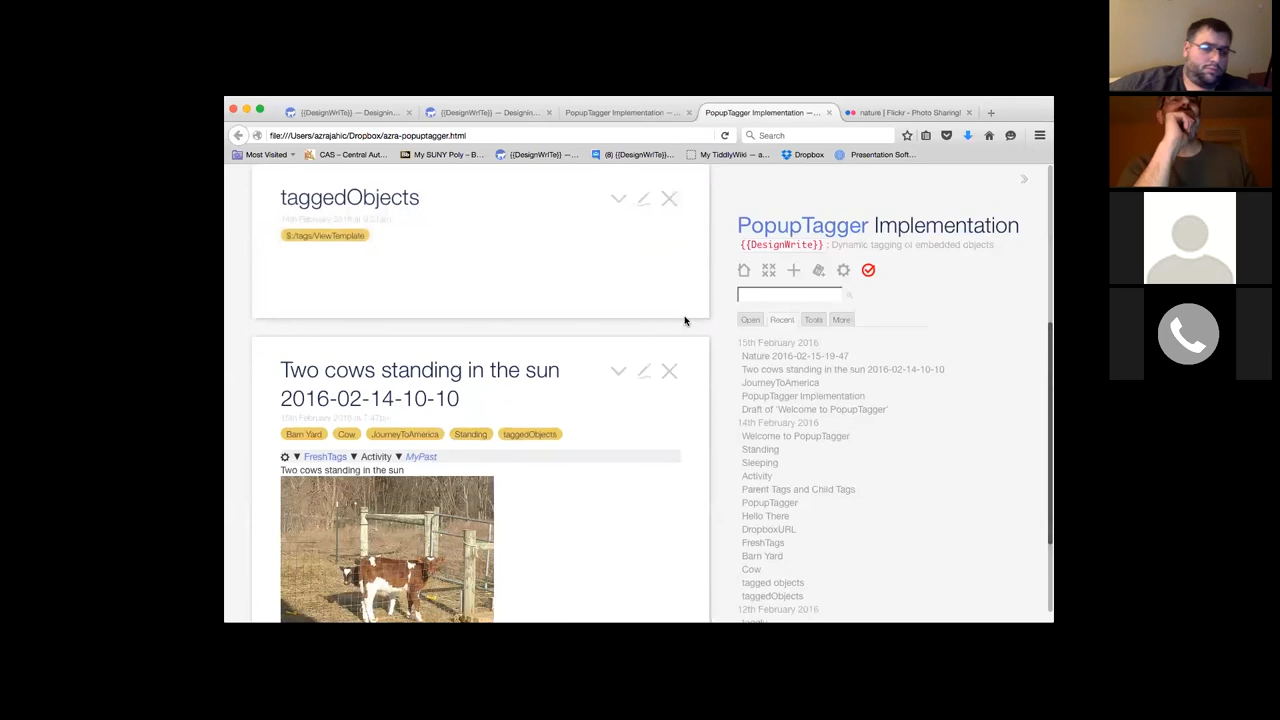 {{DesignWriTe}} — Designin...
{{DesignWriTe}} — Designin...
PopupTagger Implementation —...
PopupTagger Implementation —...
nature | Flickr - Photo Sharing!
file:///Users/azrajahic/Dropbox/azra-popuptagger.html
Search
Most Visited
CAS – Central Aut...
My SUNY Poly – B...
{{DesignWriTe}} —...
(8) {{DesignWriTe}}...
My TiddlyWiki — a...
Dropbox
Presentation Soft...
taggedObjects
$:/tags/ViewTemplate
Two cows standing in the sun
2016-02-14-10-10
Barn Yard
Cow
JourneyToAmerica
Standing
taggedObjects
FreshTags ▼ Activity ▼ MyPast
Two cows standing in the sun
PopupTagger Implementation
{{DesignWrite}} : Dynamic tagging of embedded objects
Open
Recent
Tools
More
15th February 2016
Nature 2016-02-15-19-47
Two cows standing in the sun 2016-02-14-10-10
JourneyToAmerica
PopupTagger Implementation
Draft of 'Welcome to PopupTagger'
14th February 2016
Welcome to PopupTagger
Standing
Sleeping
Activity
Parent Tags and Child Tags
PopupTagger
Hello There
DropboxURL
FreshTags
Barn Yard
Cow
tagged objects
taggedObjects
12th February 2016